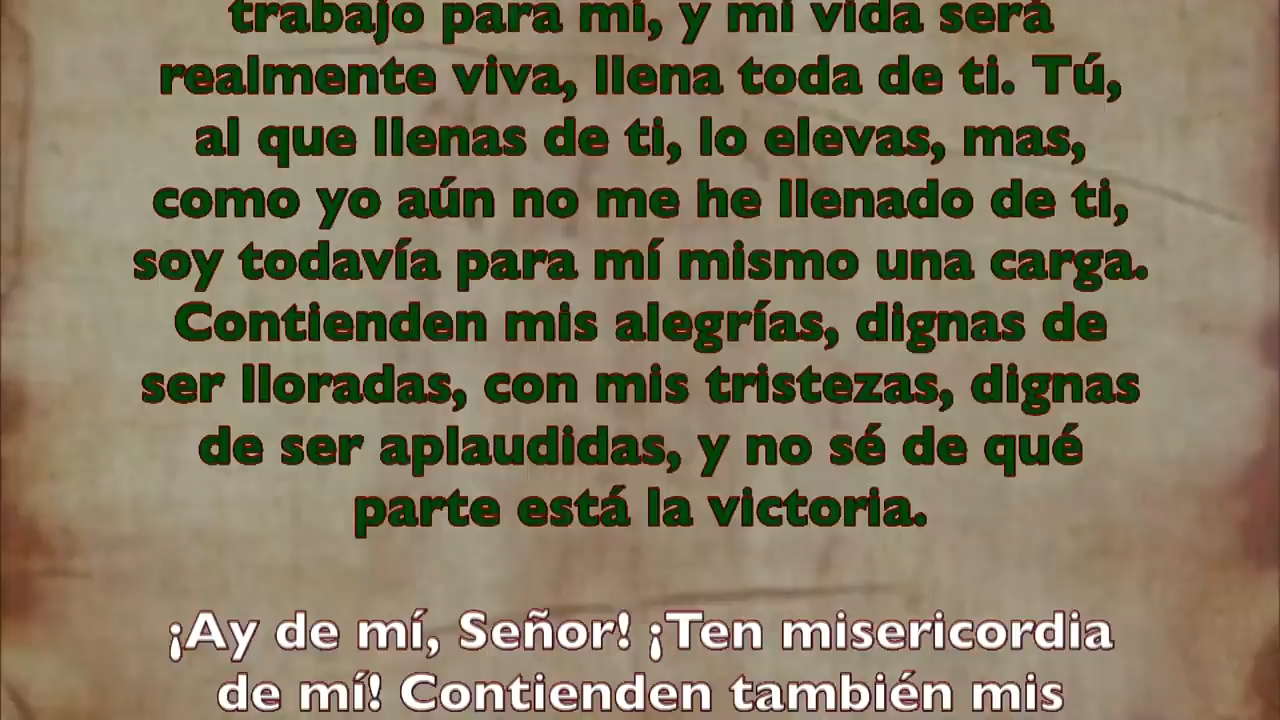 trabajo para mí, y mi vida será
realmente viva, llena toda de ti. Tú,
al que llenas de ti, lo elevas, mas,
como yo aún no me he llenado de ti,
soy todavía para mí mismo una carga.
Contienden mis alegrías, dignas de
ser lloradas, con mis tristezas, dignas
de ser aplaudidas, y no sé de qué
parte está la victoria.
¡Ay de mí, Señor! ¡Ten misericordia
de mí! Contienden también mis